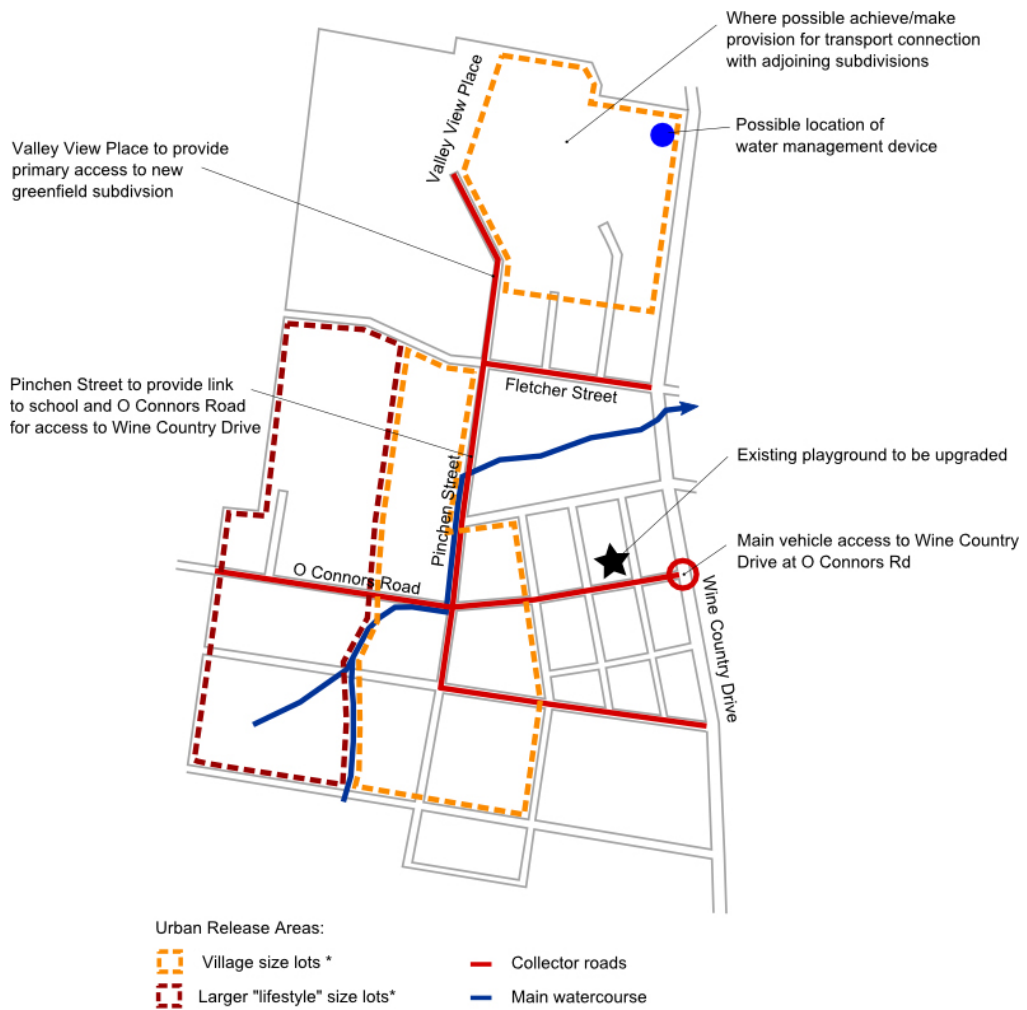 Where possible achieve/make
provision for transport connection
with adjoining subdivisions
Valley View Place
Possible location of
water management device
Valley View Place to provide
primary access to new
greenfield subdivsion
Pinchen Street to provide link
to school and O Connors Road
for access to Wine Country Drive
Fletcher Street
Existing playground to be upgraded
Pinchen Street
Main vehicle access to Wine Country
Drive at O Connors Rd
O Connors Road
Wine Country Drive
Urban Release Areas:
Village size lots *
Collector roads
Larger "lifestyle" size lots*
Main watercourse